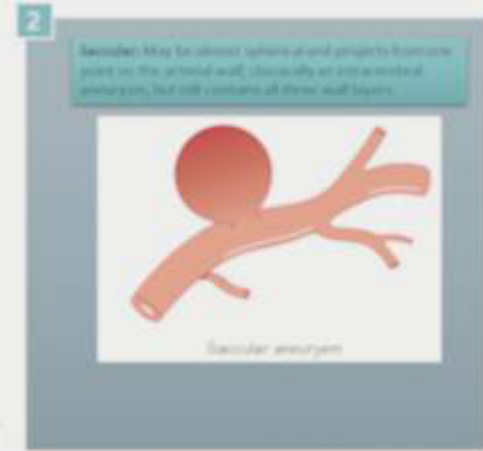 2
Saccular: May be almost spherical and projects from one
point on the arterial wall; classically an intracerebral
aneurysm, but still contains all three wall layers.
Saccular aneurysm